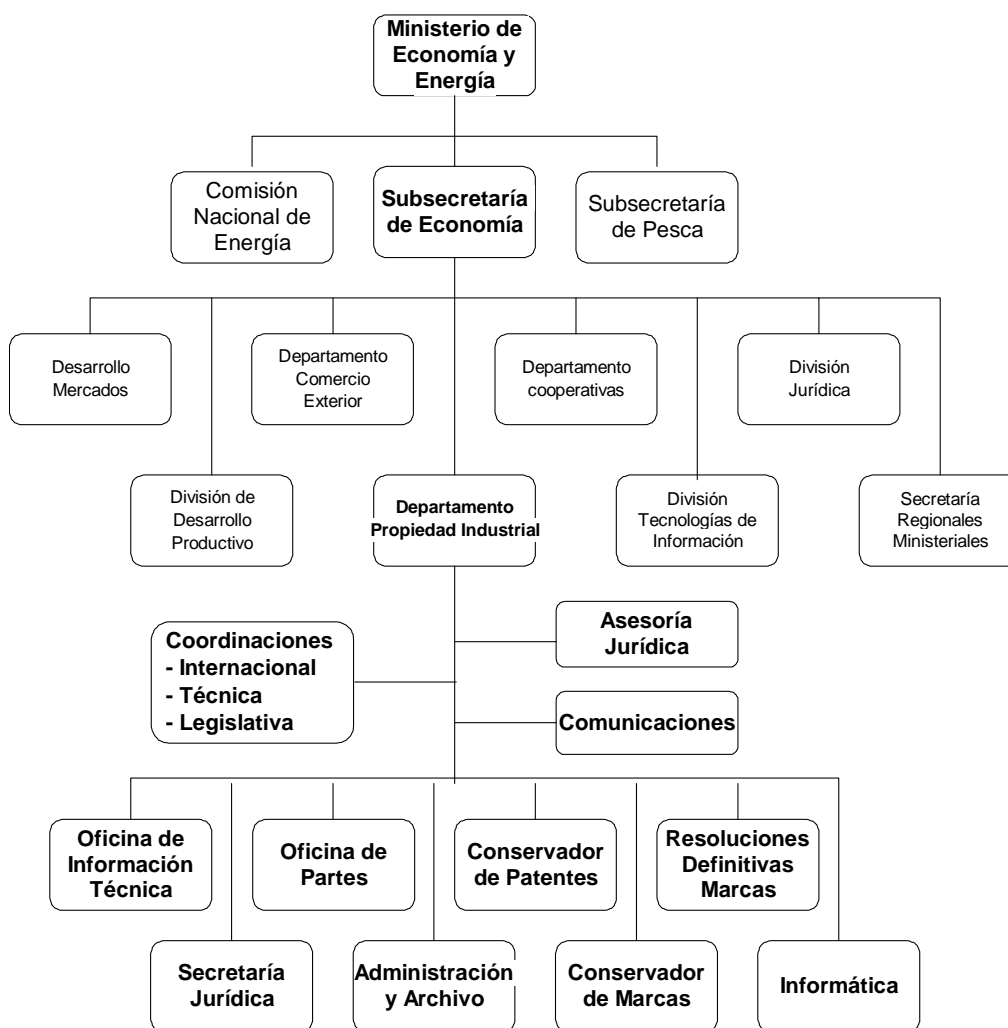 Ministerio de
Economía y
Energía
Comisión
Nacional de
Energía
Subsecretaría
de Economía
Subsecretaría
de Pesca
Desarrollo
Mercados
Departamento
Comercio
Exterior
Departamento
cooperativas
División
Jurídica
División de
Desarrollo
Productivo
Departamento
Propiedad Industrial
División
Tecnologías de
Información
Secretaría
Regionales
Ministeriales
Coordinaciones
- Internacional
- Técnica
- Legislativa
Asesoría
Jurídica
Comunicaciones
Oficina de
Información
Técnica
Oficina de
Partes
Conservador
de Patentes
Resoluciones
Definitivas
Marcas
Secretaría
Jurídica
Administración
y Archivo
Conservador
de Marcas
Informática